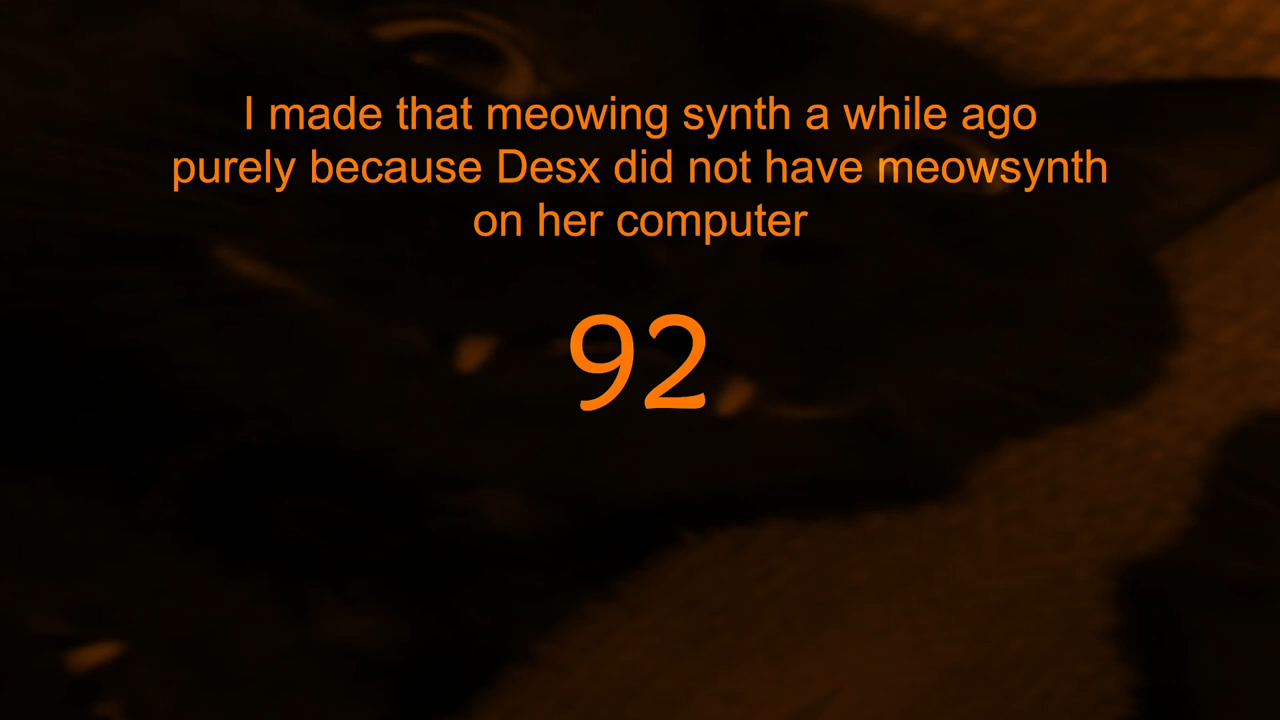 I made that meowing synth a while ago
purely because Desx did not have meowsynth
on her computer
92